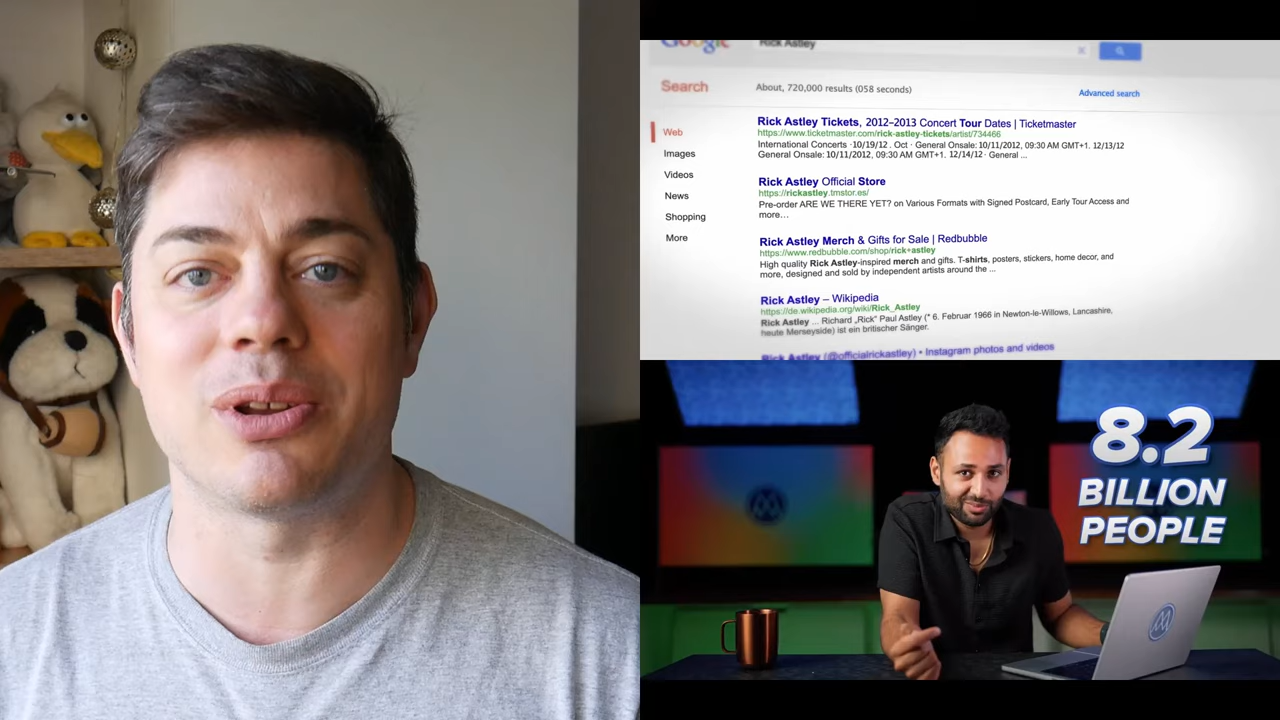 Google
Rick Astley
Search
About, 720,000 results (058 seconds)
Advanced search
Web
Images
Videos
News
Shopping
More
Rick Astley Tickets, 2012–2013 Concert Tour Dates | Ticketmaster
https://www.ticketmaster.com/rick-astley-tickets/artist/734466
International Concerts ·10/19/12 . Oct · General Onsale: 10/11/2012, 09:30 AM GMT+1. 12/13/12
General Onsale: 10/11/2012, 09:30 AM GMT+1. 12/14/12 · General ...
Rick Astley Official Store
https://rickastley.tmstor.es/
Pre-order ARE WE THERE YET? on Various Formats with Signed Postcard, Early Tour Access and
more…
Rick Astley Merch & Gifts for Sale | Redbubble
https://www.redbubble.com/shop/rick+astley
High quality Rick Astley-inspired merch and gifts. T-shirts, posters, stickers, home decor, and
more, designed and sold by independent artists around the ...
Rick Astley – Wikipedia
https://de.wikipedia.org/wiki/Rick_Astley
Rick Astley ... Richard „Rick“ Paul Astley (* 6. Februar 1966 in Newton-le-Willows, Lancashire,
heute Merseyside) ist ein britischer Sänger.
Rick Astley (@officialrickastley) • Instagram photos and videos
8.2
BILLION
PEOPLE